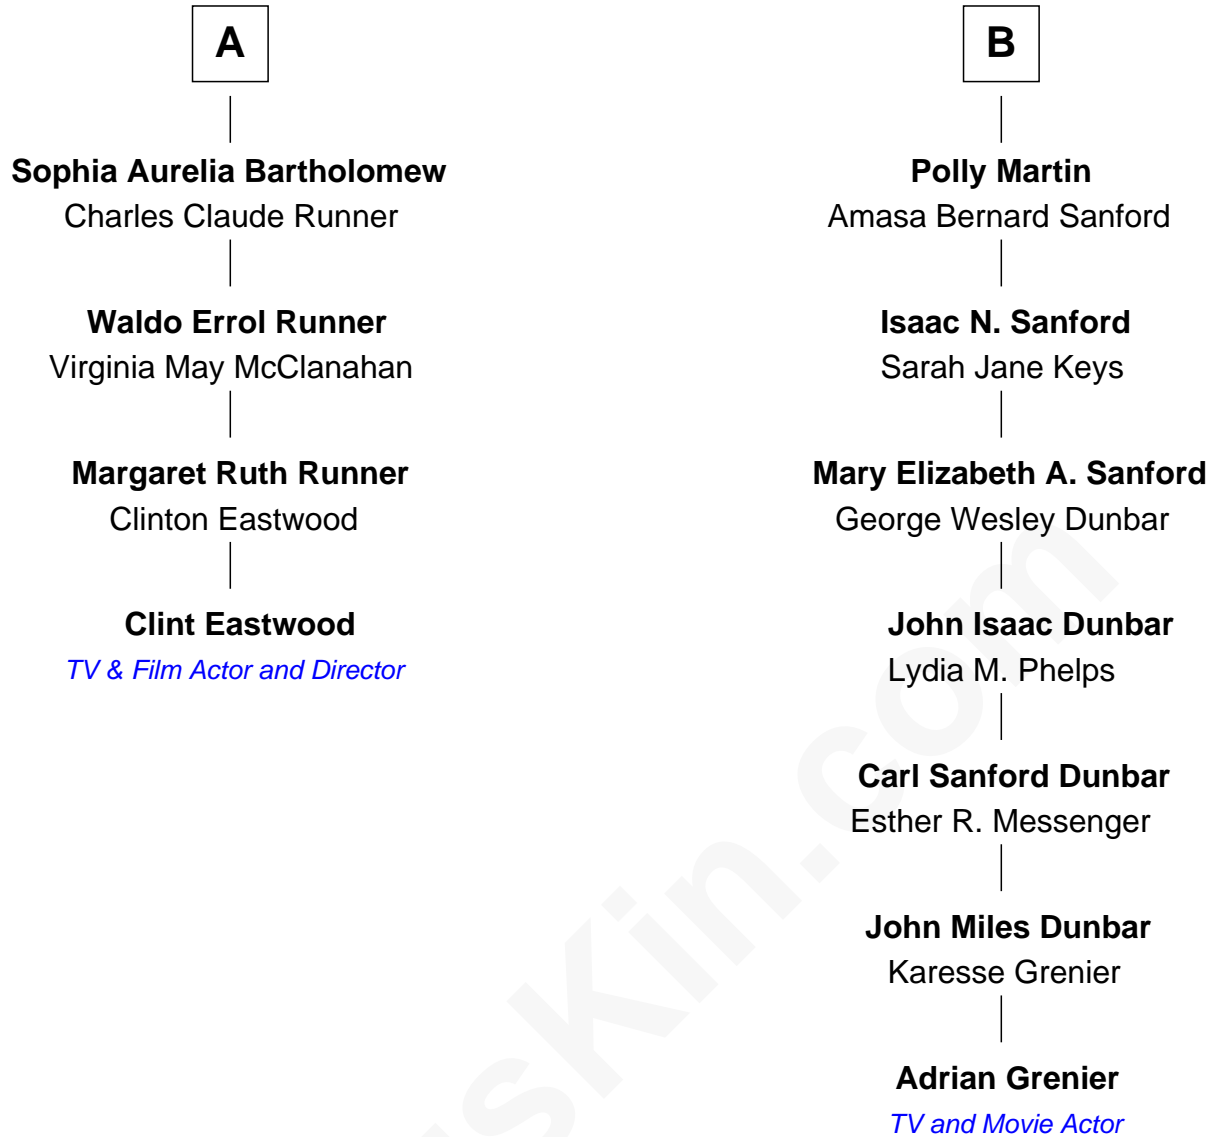 A
Sophia Aurelia Bartholomew
Charles Claude Runner
Waldo Errol Runner
Virginia May McClanahan
Margaret Ruth Runner
Clinton Eastwood
Clint Eastwood
TV & Film Actor and Director
B
Polly Martin
Amasa Bernard Sanford
Isaac N. Sanford
Sarah Jane Keys
Mary Elizabeth A. Sanford
George Wesley Dunbar
John Isaac Dunbar
Lydia M. Phelps
Carl Sanford Dunbar
Esther R. Messenger
John Miles Dunbar
Karesse Grenier
Adrian Grenier
TV and Movie Actor